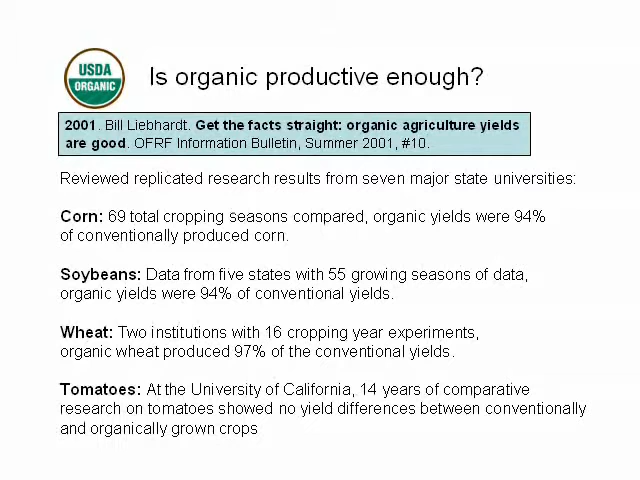 USDA
ORGANIC
Is organic productive enough?
2001. Bill Liebhardt. Get the facts straight: organic agriculture yields
are good. OFRF Information Bulletin, Summer 2001, #10.
Reviewed replicated research results from seven major state universities:
Corn: 69 total cropping seasons compared, organic yields were 94%
of conventionally produced corn.
Soybeans: Data from five states with 55 growing seasons of data,
organic yields were 94% of conventional yields.
Wheat: Two institutions with 16 cropping year experiments,
organic wheat produced 97% of the conventional yields.
Tomatoes: At the University of California, 14 years of comparative
research on tomatoes showed no yield differences between conventionally
and organically grown crops